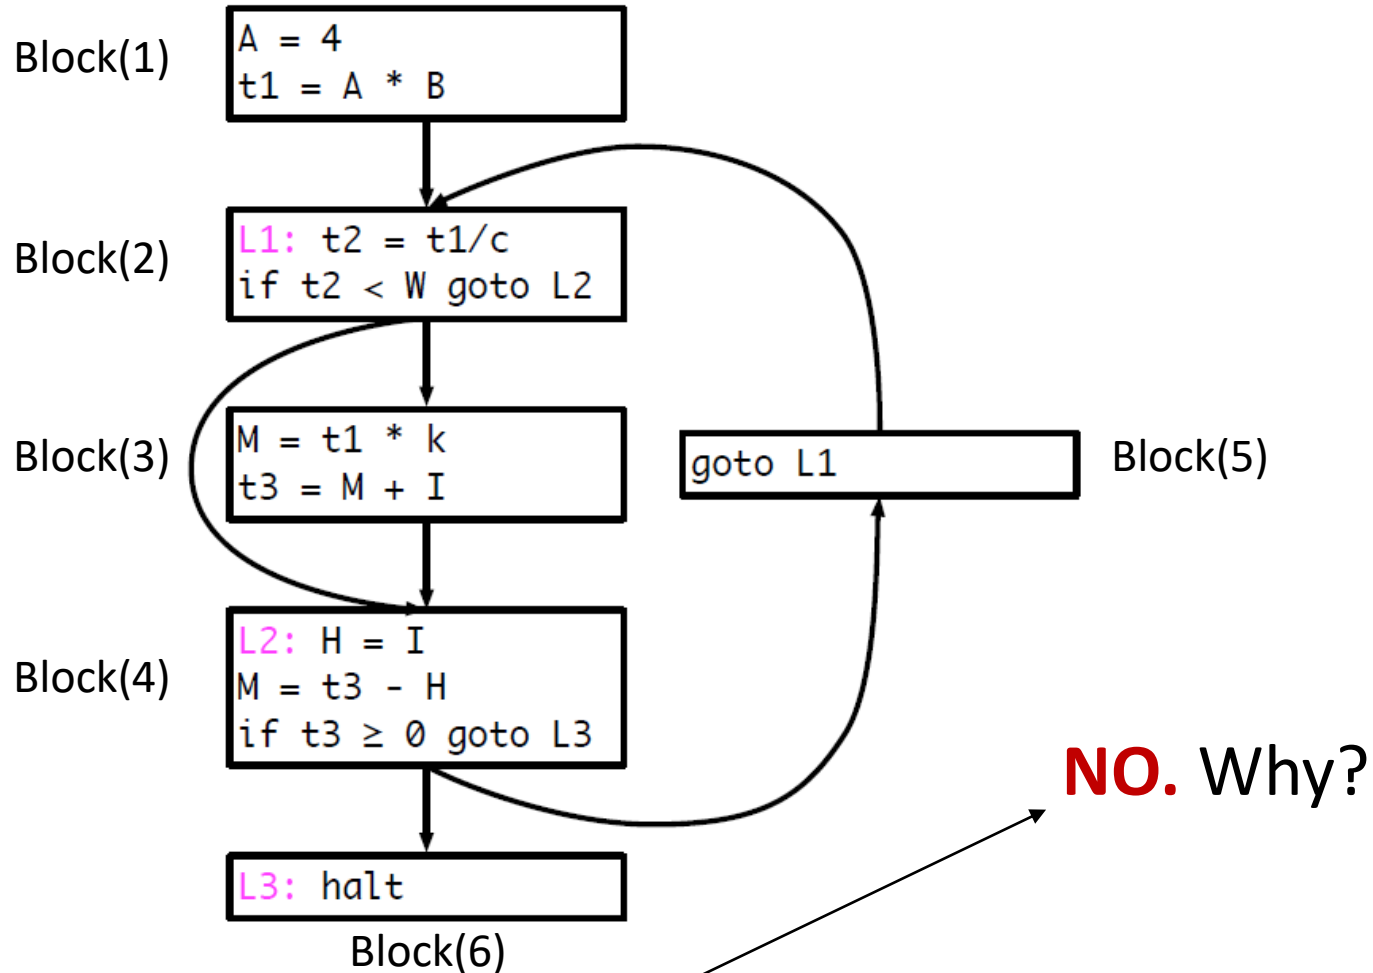 Block(1)
A = 4
t1 = A * B
Block(2)
L1: t2 = t1/c
if t2 < W goto L2
Block(3)
M = t1 * k
t3 = M + I
goto L1
Block(5)
Block(4)
L2: H = I
M = t3 - H
if t3 ≥ 0 goto L3
NO. Why?
L3: halt
Block(6)